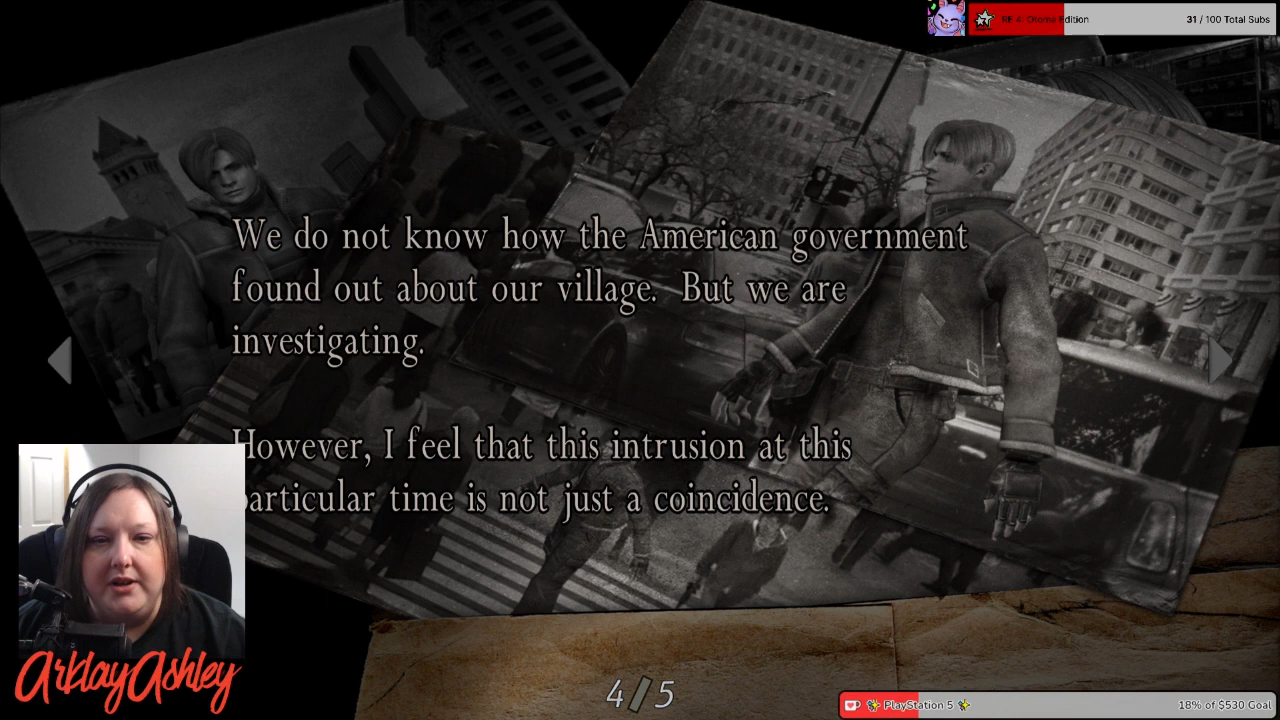 RE 4: Otome Edition
31 / 100 Total Subs
We do not know how the American government
found out about our village. But we are
investigating.
However, I feel that this intrusion at this
particular time is not just a coincidence.
ArklayAshley
4/5
PlayStation 5
18% of $530 Goal